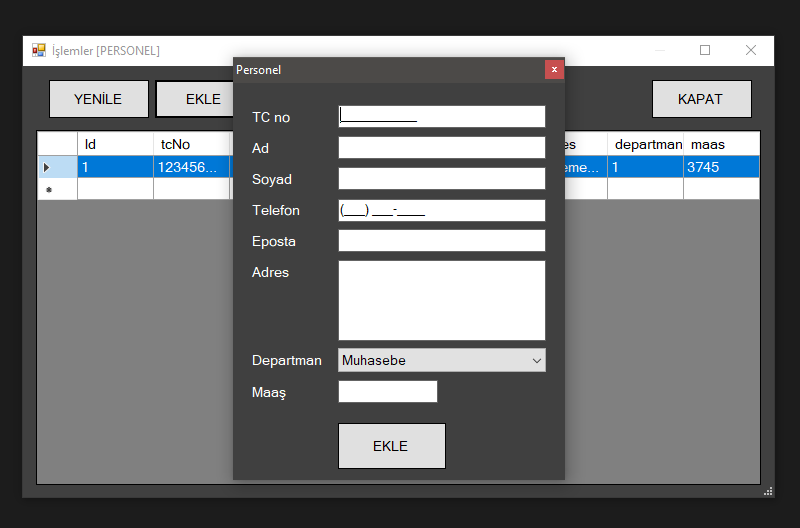 İşlemler [PERSONEL]
Personel
YENİLE
EKLE
KAPAT
Id tcNo es departman maas
1 123456... eme... 1 3745
TC no ___________
Ad
Soyad
Telefon (___) ___-____
Eposta
Adres
Departman Muhasebe
Maaş
EKLE